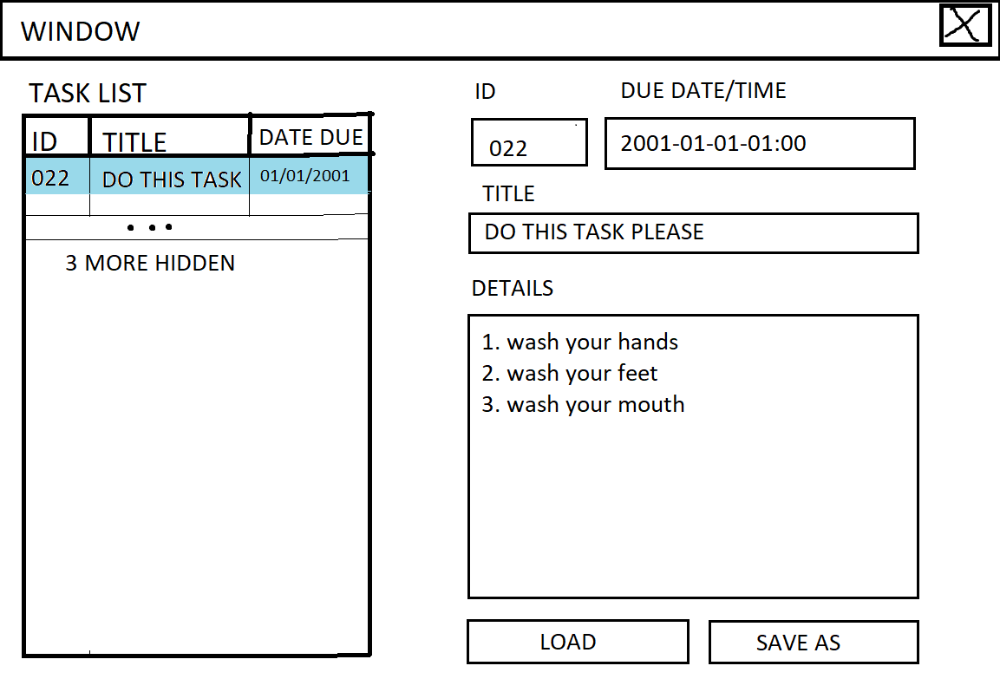 WINDOW
X
TASK LIST
ID TITLE DATE DUE
022 DO THIS TASK 01/01/2001
...
3 MORE HIDDEN
ID
022
DUE DATE/TIME
2001-01-01-01:00
TITLE
DO THIS TASK PLEASE
DETAILS
1. wash your hands
2. wash your feet
3. wash your mouth
LOAD
SAVE AS